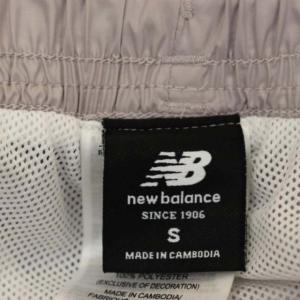 NB
new balance
SINCE 1906
S
MADE IN CAMBODIA
100% POLYESTER
(EXCLUSIVE OF DECORATION)
MADE IN CAMBODIA/